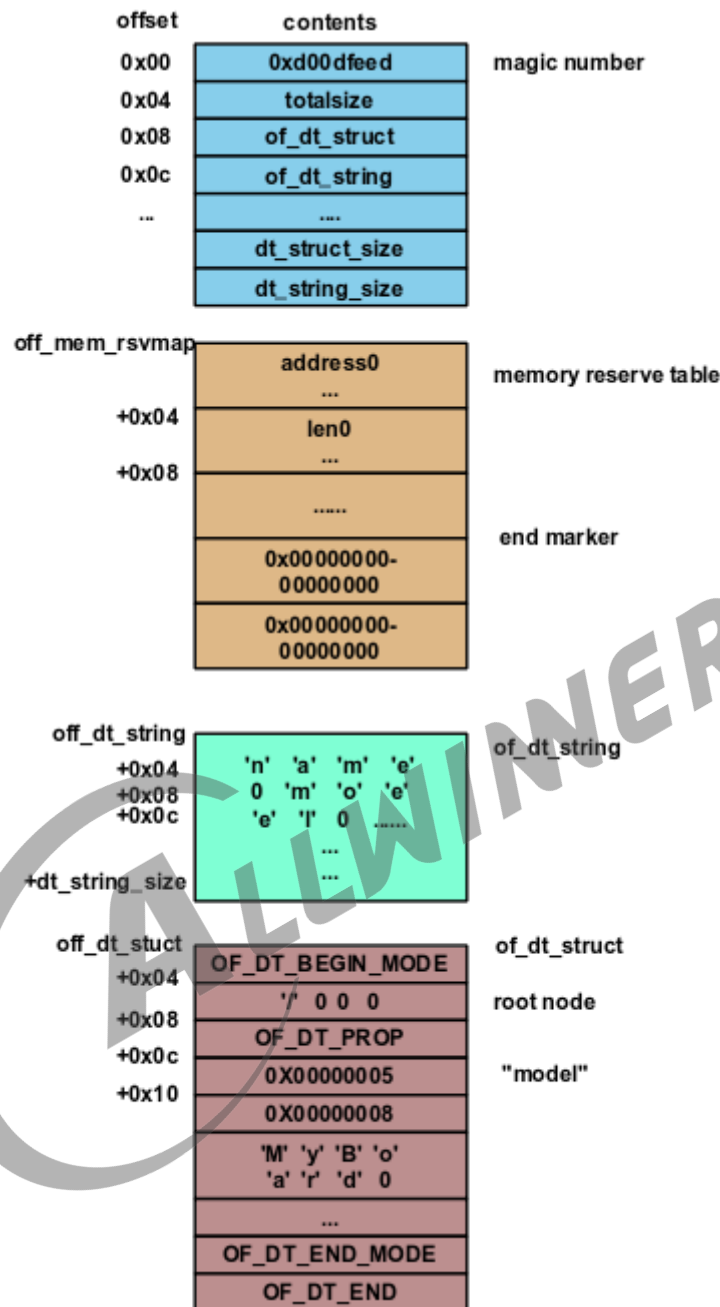 offset contents
0x00 0xd00dfeed magic number
0x04 totalsize
0x08 of_dt_struct
0x0c of_dt_string
... ....
dt_struct_size
dt_string_size
off_mem_rsvmap
address0
... memory reserve table
+0x04
len0
...
+0x08
......
end marker
0x00000000-
00000000
0x00000000-
00000000
off_dt_string of_dt_string
+0x04 'n' 'a' 'm' 'e'
+0x08 0 'm' 'o' 'e'
+0x0c 'e' 'l' 0 ......
...
+dt_string_size ...
off_dt_stuct of_dt_struct
OF_DT_BEGIN_MODE
+0x04
'/' 0 0 0 root node
+0x08
OF_DT_PROP
+0x0c
0X00000005 "model"
+0x10
0X00000008
'M' 'y' 'B' 'o'
'a' 'r' 'd' 0
...
OF_DT_END_MODE
OF_DT_END
ALLWINNER